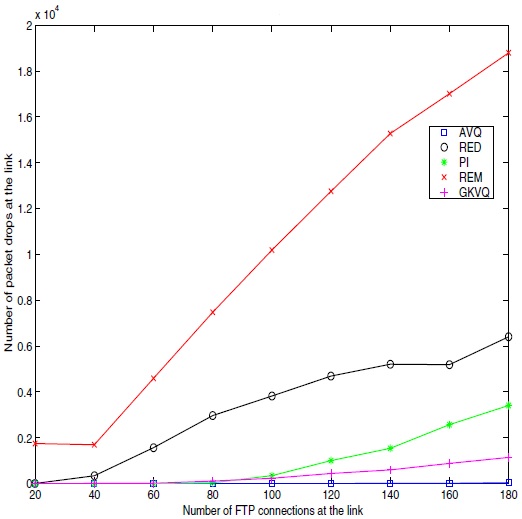 x 10⁴
2
1.8
1.6
1.4
1.2
1
0.8
0.6
0.4
0.2
0
20
40
60
80
100
120
140
160
180
Number of packet drops at the link
Number of FTP connections at the link
AVQ
RED
PI
REM
GKVQ